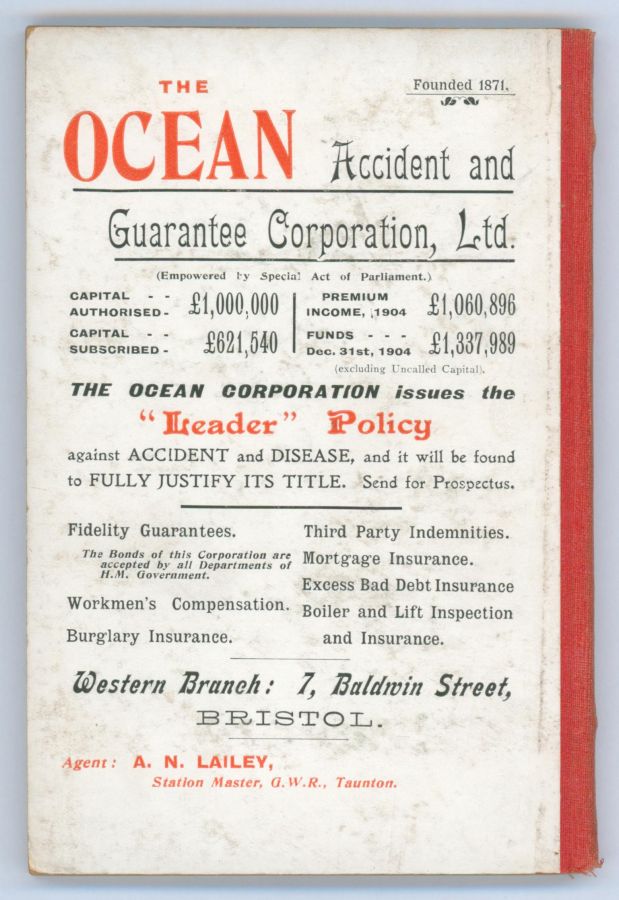 THE
Founded 1871.
OCEAN Accident and
Guarantee Corporation, Ltd.
(Empowered by Special Act of Parliament.)
CAPITAL - -
AUTHORISED - £1,000,000
PREMIUM
INCOME, 1904 £1,060,896
CAPITAL - -
SUBSCRIBED - £621,540
FUNDS - - -
Dec. 31st, 1904 £1,337,989
(excluding Uncalled Capital).
THE OCEAN CORPORATION issues the
“Leader” Policy
against ACCIDENT and DISEASE, and it will be found
to FULLY JUSTIFY ITS TITLE. Send for Prospectus.
Fidelity Guarantees.
The Bonds of this Corporation are
accepted by all Departments of
H.M. Government.
Workmen's Compensation.
Burglary Insurance.
Third Party Indemnities.
Mortgage Insurance.
Excess Bad Debt Insurance
Boiler and Lift Inspection
and Insurance.
Western Branch: 7, Baldwin Street,
BRISTOL.
Agent: A. N. LAILEY,
Station Master, G.W.R., Taunton.